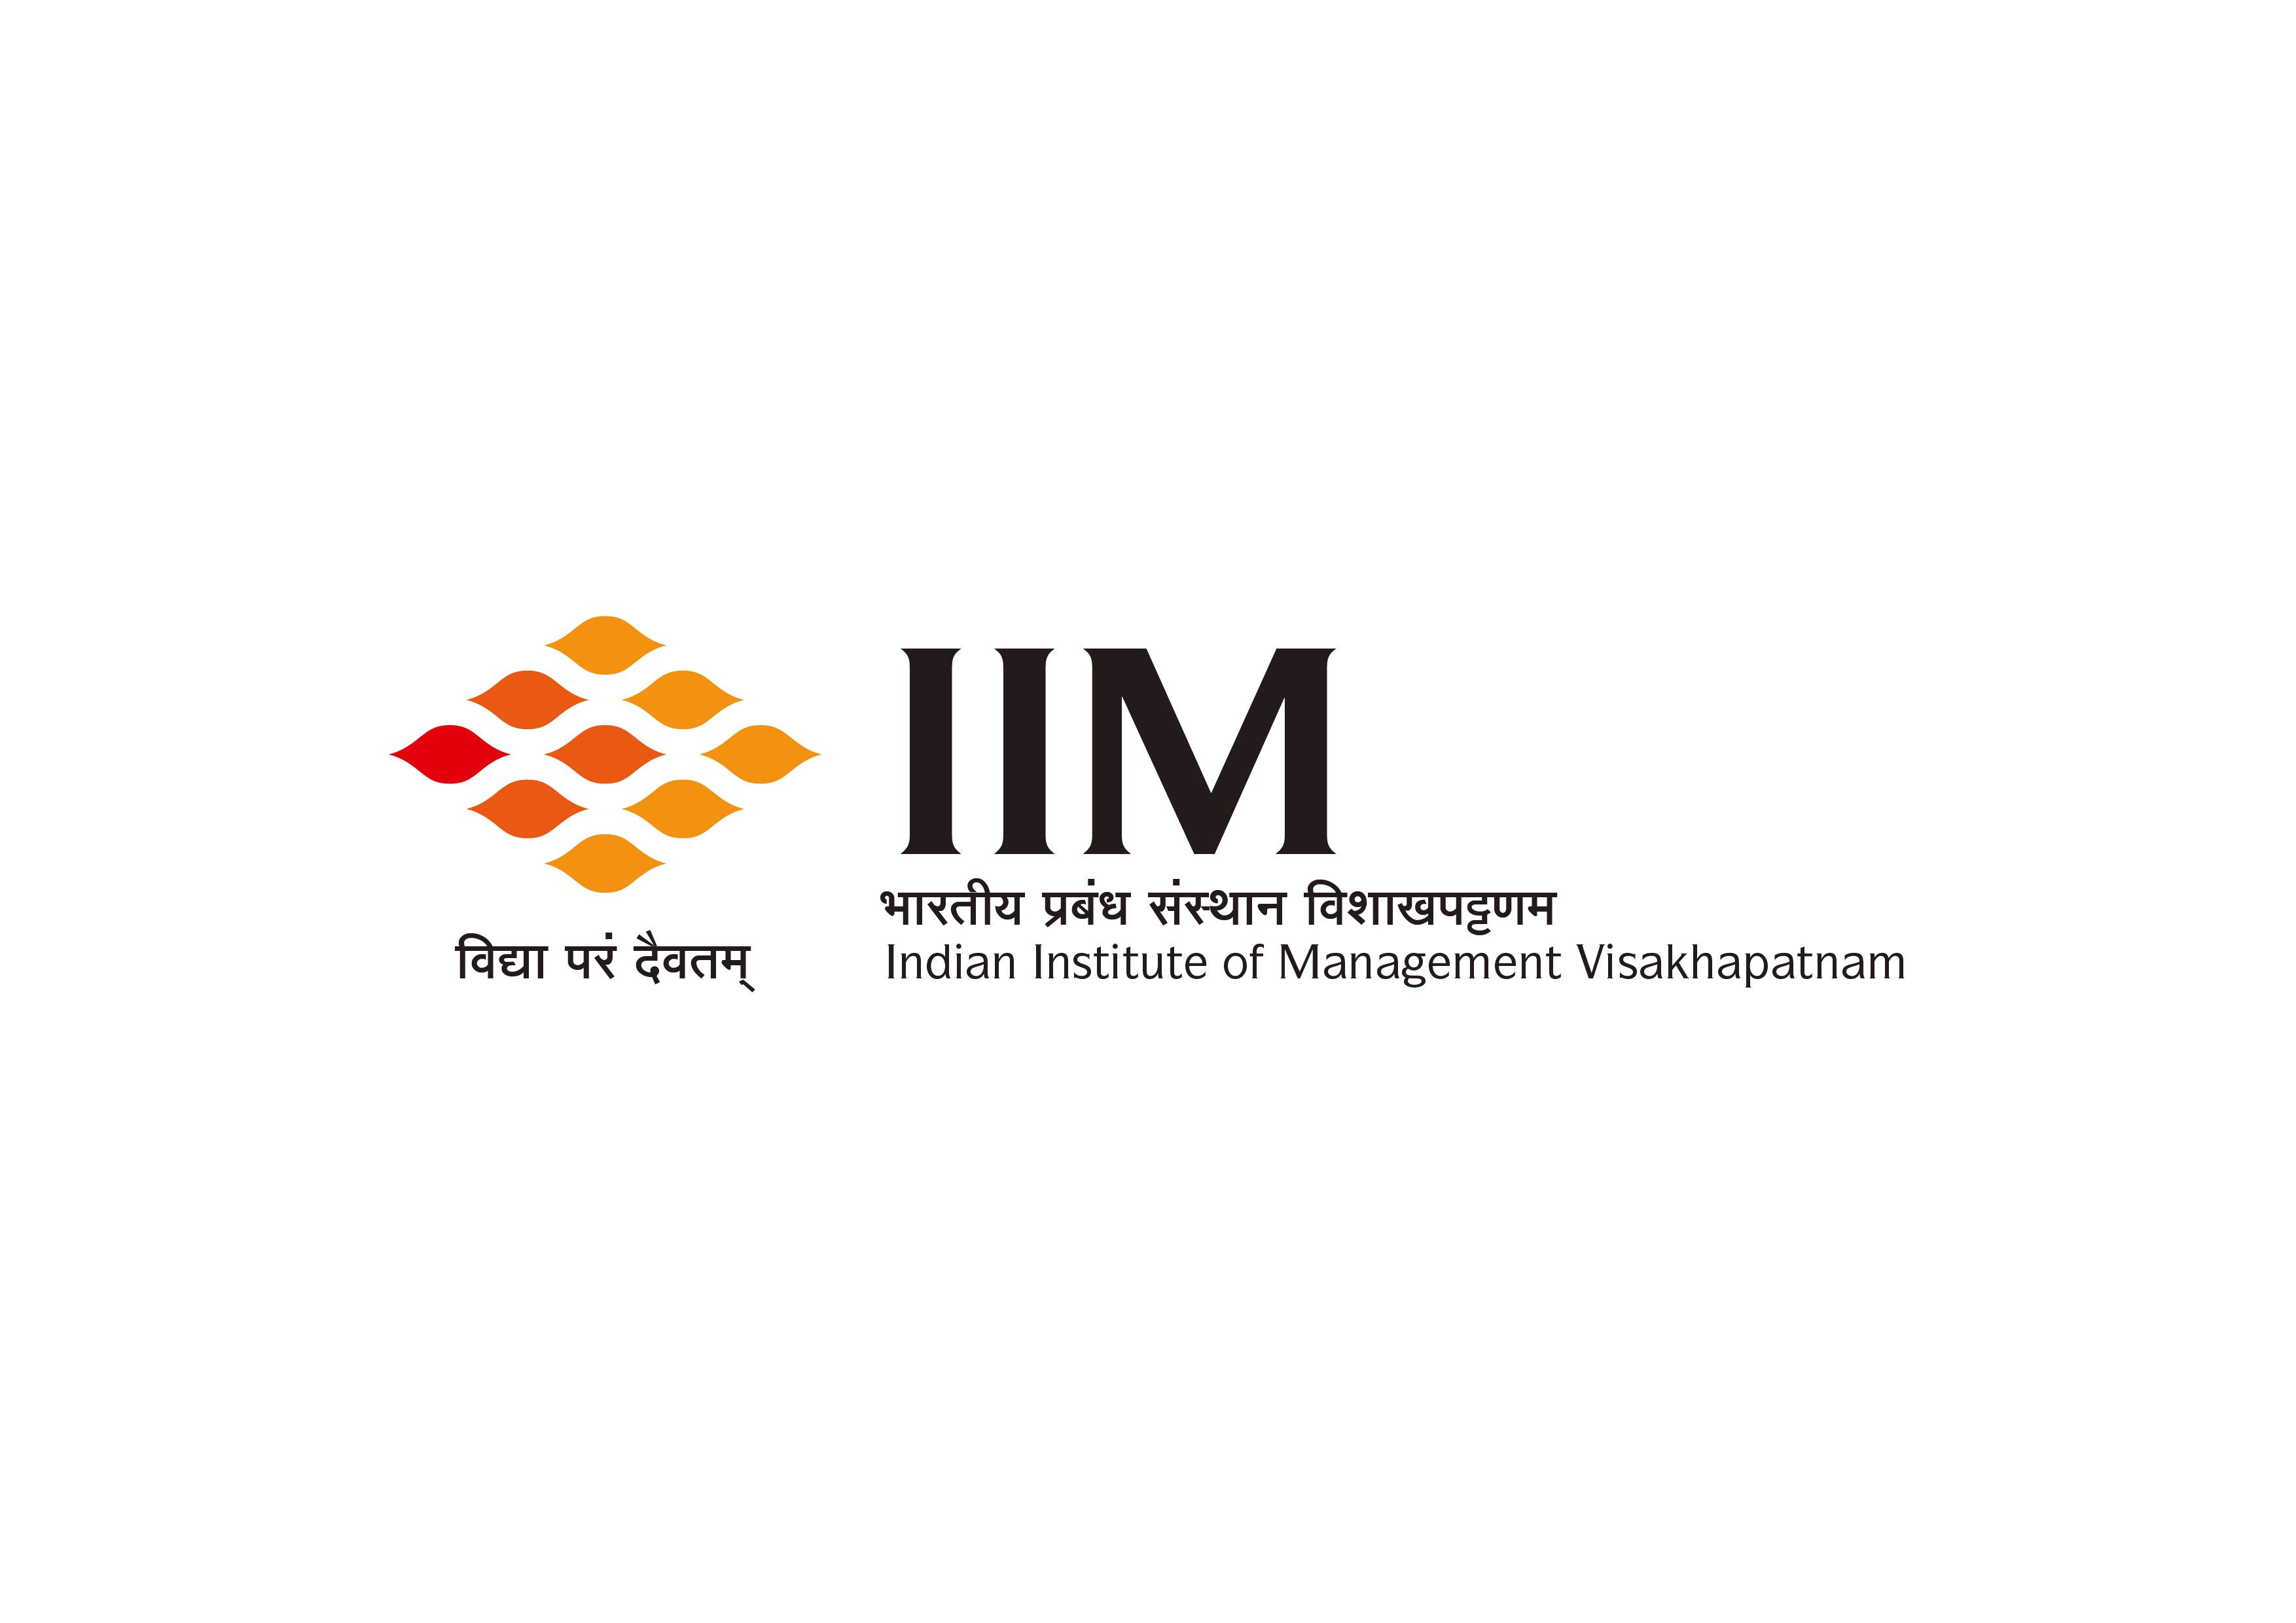 IIM
भारतीय प्रबंध संस्थान विशाखपट्टणम
Indian Institute of Management Visakhapatnam
विद्या परं दैवतम्